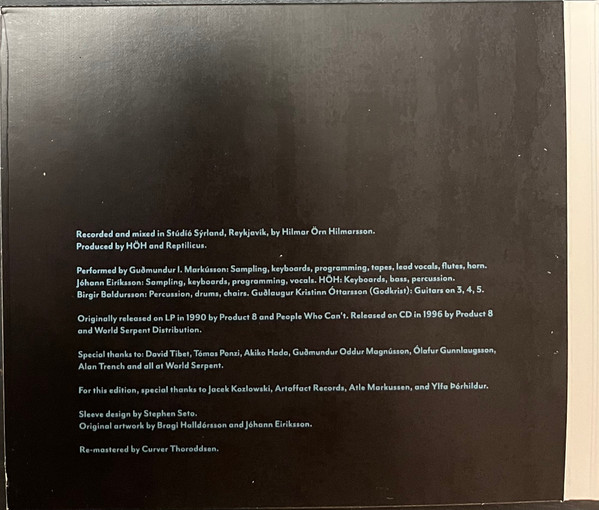 Recorded and mixed in Stúdíó Sýrland, Reykjavík, by Hilmar Örn Hilmarsson.
Produced by HÖH and Reptilicus.
Performed by Guðmundur I. Markússon: Sampling, keyboards, programming, tapes, lead vocals, flutes, horn.
Jóhann Eiríksson: Sampling, keyboards, programming, vocals. HÖH: Keyboards, bass, percussion.
Birgir Baldursson: Percussion, drums, chairs. Guðlaugur Kristinn Óttarsson (Godkrist): Guitars on 3, 4, 5.
Originally released on LP in 1990 by Product 8 and People Who Can't. Released on CD in 1996 by Product 8
and World Serpent Distribution.
Special thanks to: David Tibet, Tómas Ponzi, Akiko Hada, Guðmundur Oddur Magnússon, Ólafur Gunnlaugsson,
Alan Trench and all at World Serpent.
For this edition, special thanks to Jacek Kozlowski, Artoffact Records, Atle Markussen, and Ylfa Þórhildur.
Sleeve design by Stephen Seto.
Original artwork by Bragi Halldórsson and Jóhann Eiríksson.
Re-mastered by Curver Thoroddsen.